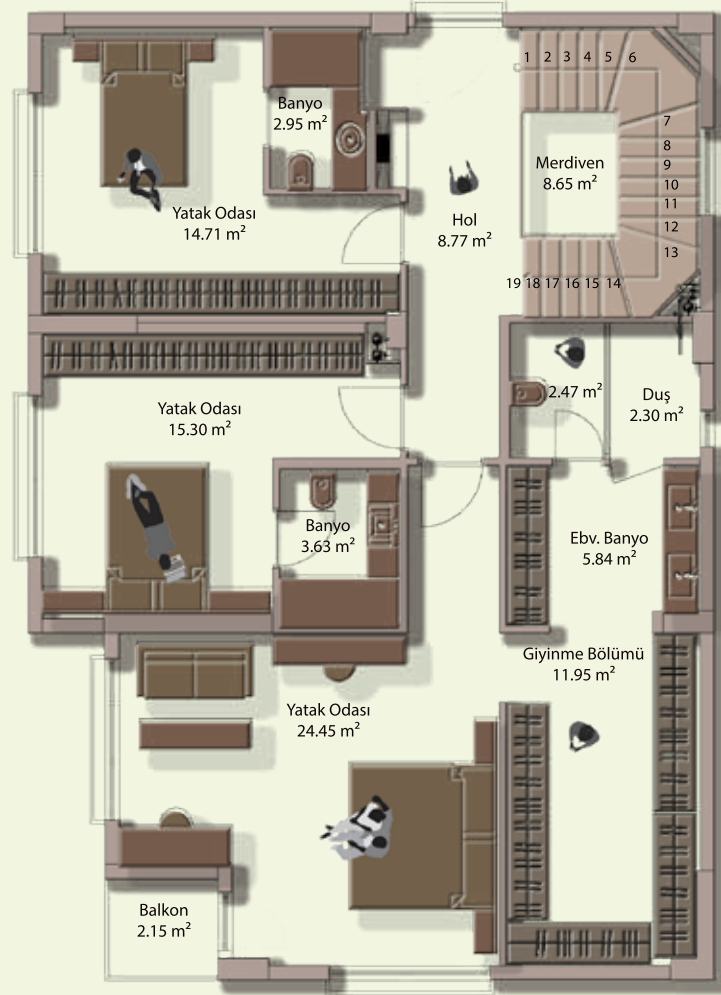 1 2 3 4 5 6
7
8
9
10
11
12
13
19 18 17 16 15 14
Banyo
2.95 m²
Merdiven
8.65 m²
Yatak Odası
14.71 m²
Hol
8.77 m²
2.47 m²
Duş
2.30 m²
Yatak Odası
15.30 m²
Banyo
3.63 m²
Ebv. Banyo
5.84 m²
Giyinme Bölümü
11.95 m²
Yatak Odası
24.45 m²
Balkon
2.15 m²